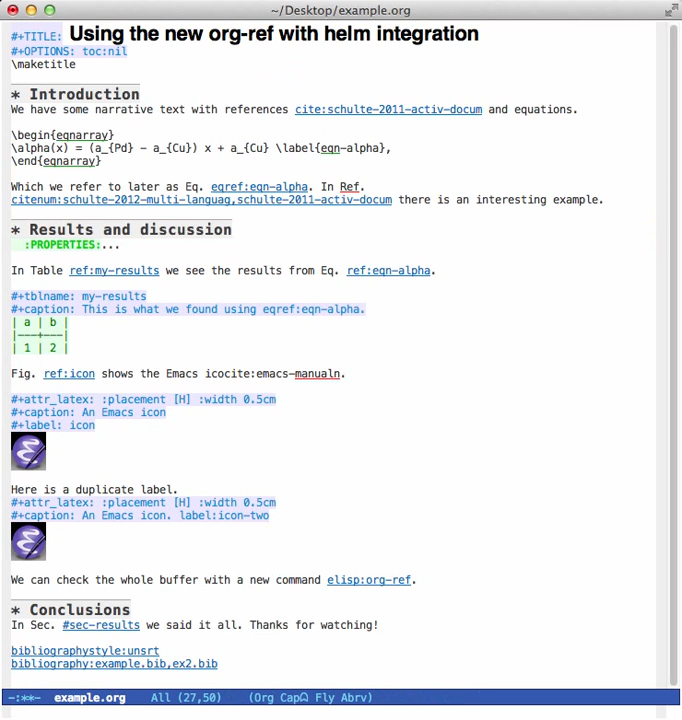 ~/Desktop/example.org
#+TITLE: Using the new org-ref with helm integration
#+OPTIONS: toc:nil
\maketitle
* Introduction
We have some narrative text with references cite:schulte-2011-activ-docum and equations.
\begin{eqnarray}
\alpha(x) = (a_{Pd} - a_{Cu}) x + a_{Cu} \label{eqn-alpha},
\end{eqnarray}
Which we refer to later as Eq. eqref:eqn-alpha. In Ref.
citenum:schulte-2012-multi-languag,schulte-2011-activ-docum there is an interesting example.
* Results and discussion
:PROPERTIES:...
In Table ref:my-results we see the results from Eq. ref:eqn-alpha.
#+tblname: my-results
#+caption: This is what we found using eqref:eqn-alpha.
| a | b |
|---+---|
| 1 | 2 |
Fig. ref:icon shows the Emacs icocite:emacs-manualn.
#+attr_latex: :placement [H] :width 0.5cm
#+caption: An Emacs icon
#+label: icon
Here is a duplicate label.
#+attr_latex: :placement [H] :width 0.5cm
#+caption: An Emacs icon. label:icon-two
We can check the whole buffer with a new command elisp:org-ref.
* Conclusions
In Sec. #sec-results we said it all. Thanks for watching!
bibliographystyle:unsrt
bibliography:example.bib,ex2.bib
-:**- example.org All (27,50) (Org CapΩ Fly Abrv)